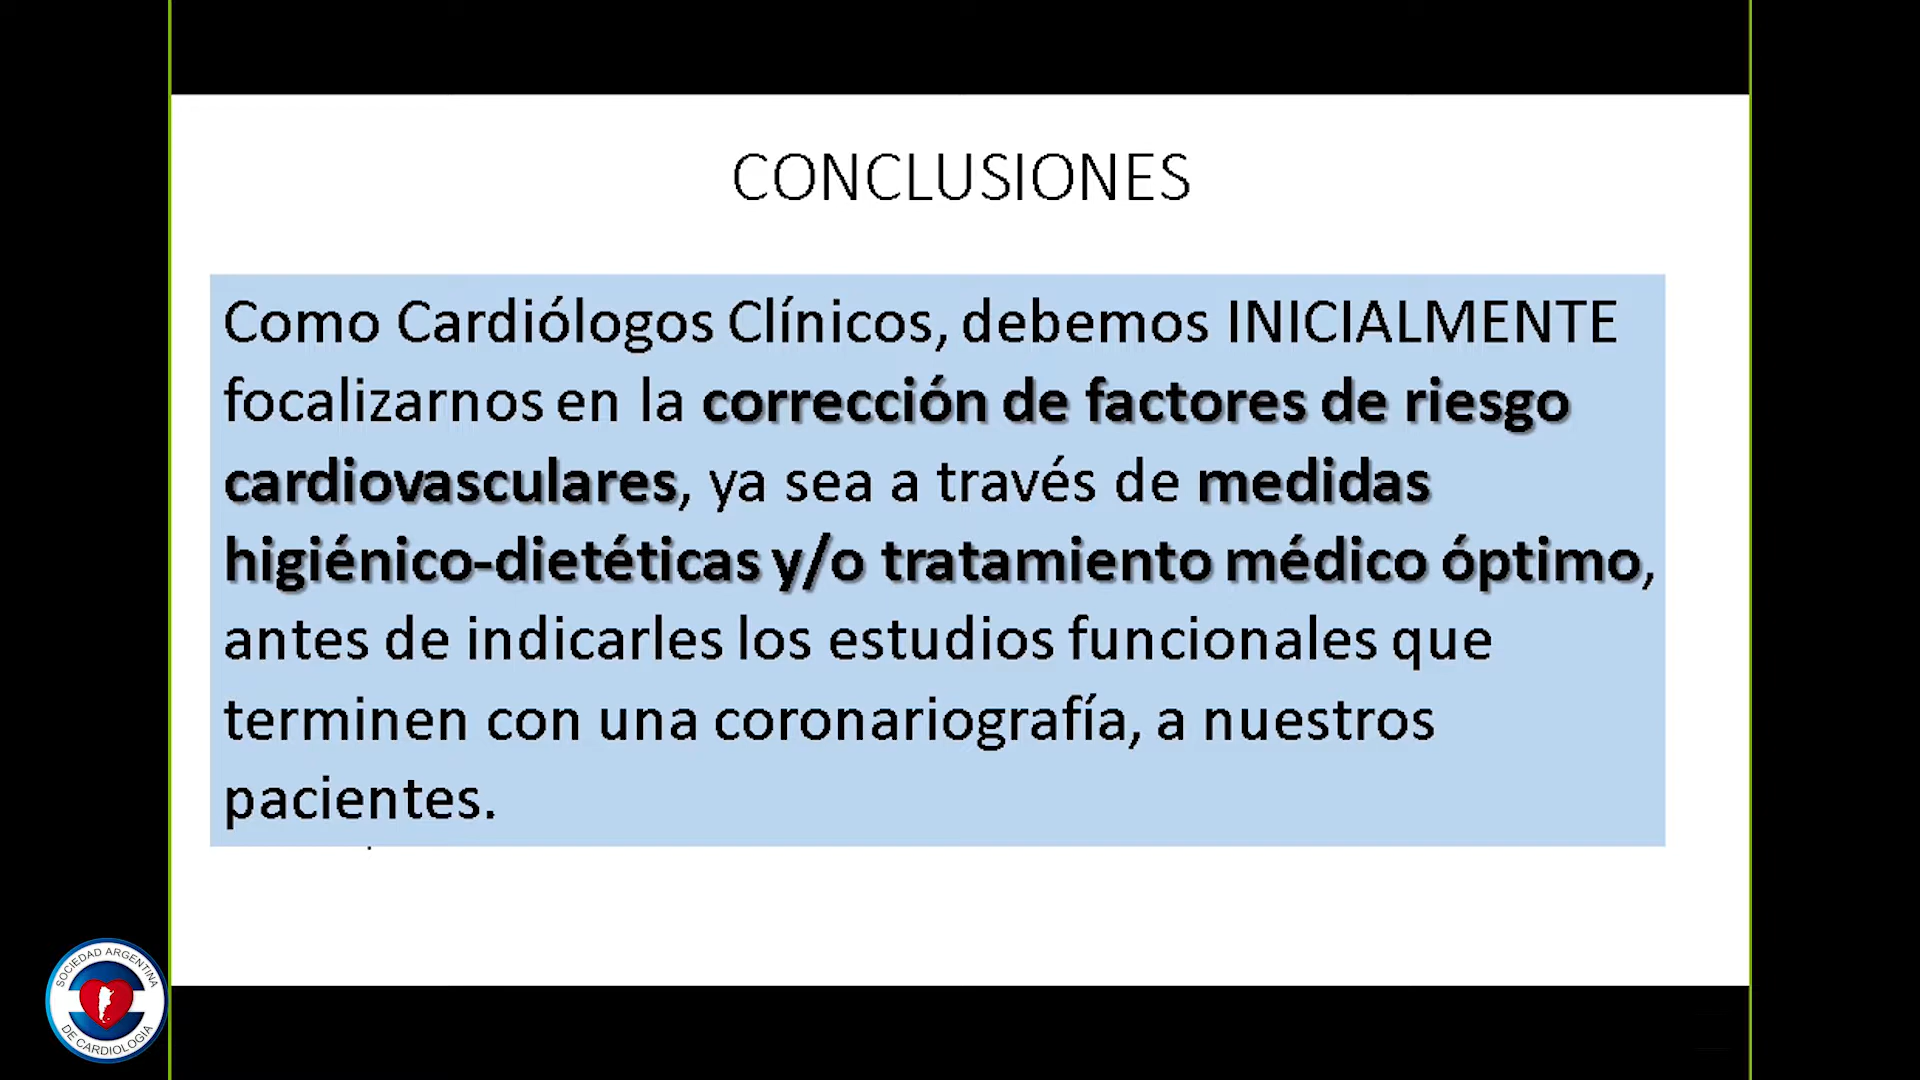 CONCLUSIONES
Como Cardiólogos Clínicos, debemos INICIALMENTE
focalizarnos en la corrección de factores de riesgo
cardiovasculares, ya sea a través de medidas
higiénico-dietéticas y/o tratamiento médico óptimo,
antes de indicarles los estudios funcionales que
terminen con una coronariografía, a nuestros
pacientes.
SOCIEDAD ARGENTINA
DE CARDIOLOGIA